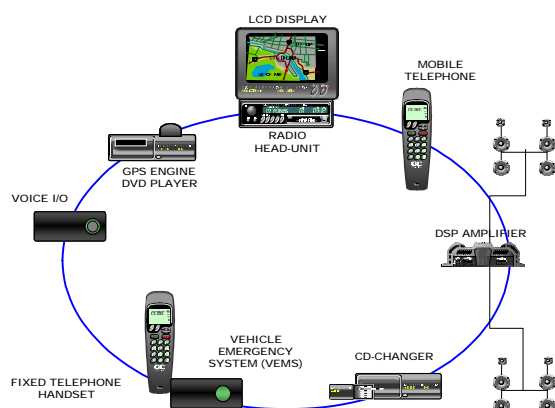 LCD DISPLAY
MOBILE
TELEPHONE
RADIO
HEAD-UNIT
GPS ENGINE
DVD PLAYER
VOICE I/O
DSP AMPLIFIER
VEHICLE
EMERGENCY
SYSTEM (VEMS)
CD-CHANGER
FIXED TELEPHONE
HANDSET